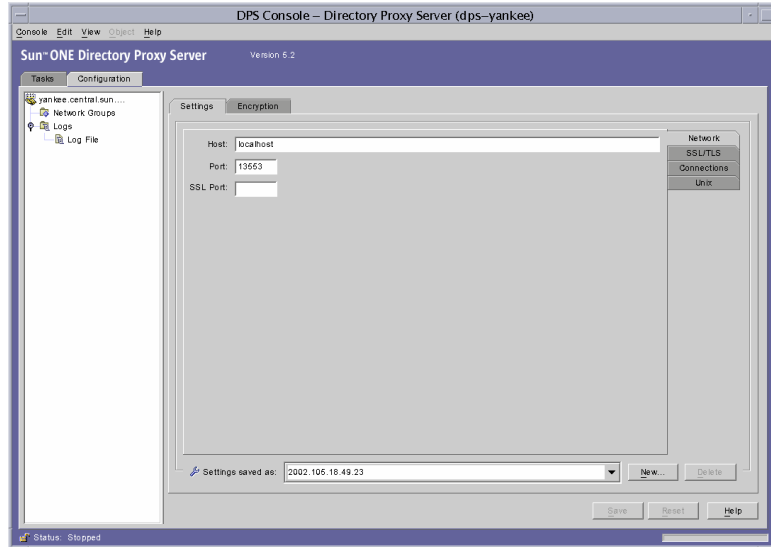 DPS Console – Directory Proxy Server (dps–yankee)
Console Edit View Object Help
Sun™ ONE Directory Proxy Server Version 5.2
Tasks Configuration
yankee.central.sun....
Network Groups
Logs
Log File
Settings Encryption
Host: localhost
Port: 13553
SSL Port:
Network
SSL/TLS
Connections
Unix
Settings saved as: 2002.105.18.49.23 New... Delete
Save Reset Help
Status: Stopped